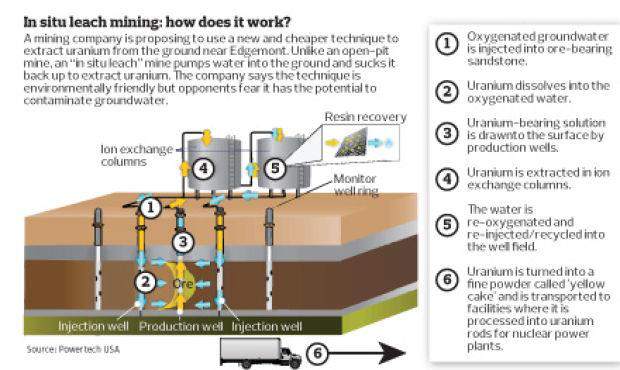 In situ leach mining: how does it work?
A mining company is proposing to use a new and cheaper technique to
extract uranium from the ground near Edgemont. Unlike an open-pit
mine, an "in situ leach" mine pumps water into the ground and sucks it
back up to extract uranium. The company says the technique is
environmentally friendly but opponents fear it has the potential to
contaminate groundwater.
Resin recovery
Ion exchange
columns
4
5
Monitor
well ring
1
3
2
Ore
Injection well
Production well
Injection well
Source: Powertech USA
6
1
Oxygenated groundwater
is injected into ore-bearing
sandstone.
2
Uranium dissolves into the
oxygenated water.
3
Uranium-bearing solution
is drawnto the surface by
production wells.
4
Uranium is extracted in ion
exchange columns.
5
The water is
re-oxygenated and
re-injected/recycled into
the well field.
6
Uranium is turned into a
fine powder called 'yellow
cake' and is transported to
facilities where it is
processed into uranium
rods for nuclear power
plants.